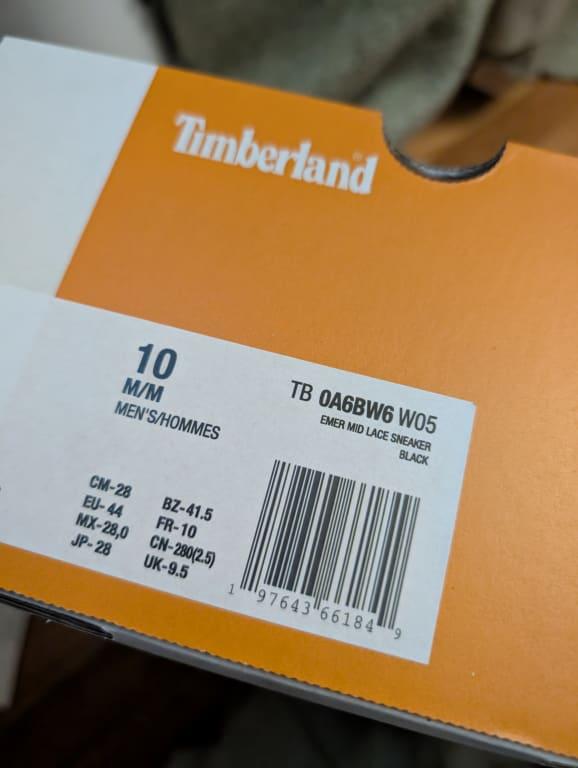 Timberland
10
M/M
MEN'S/HOMMES
TB 0A6BW6 W05
EMER MID LACE SNEAKER
BLACK
CM-28
EU-44
MX-28,0
JP-28
BZ-41.5
FR-10
CN-280(2.5)
UK-9.5
1 97643 66184 9